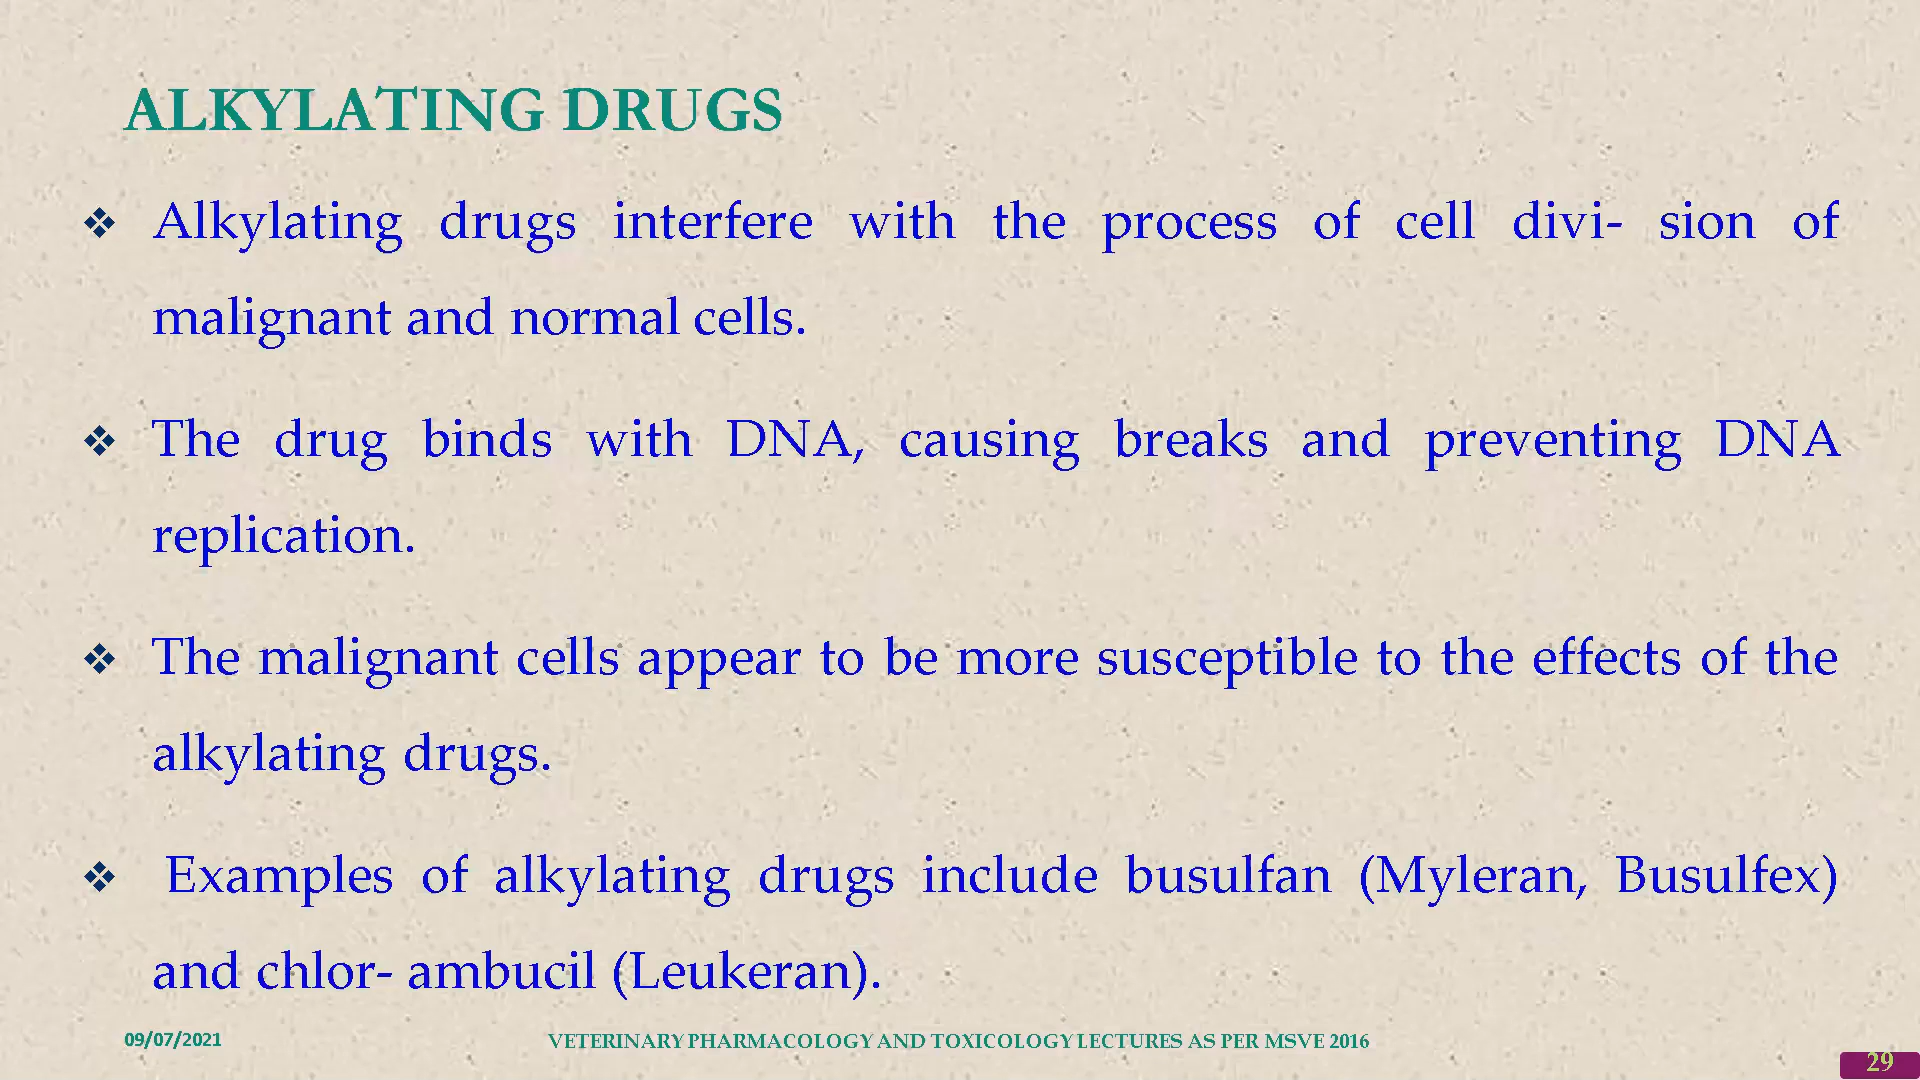 ALKYLATING DRUGS
❖ Alkylating drugs interfere with the process of cell divi- sion of
malignant and normal cells.
❖ The drug binds with DNA, causing breaks and preventing DNA
replication.
❖ The malignant cells appear to be more susceptible to the effects of the
alkylating drugs.
❖ Examples of alkylating drugs include busulfan (Myleran, Busulfex)
and chlor- ambucil (Leukeran).
09/07/2021 VETERINARY PHARMACOLOGY AND TOXICOLOGY LECTURES AS PER MSVE 2016
29